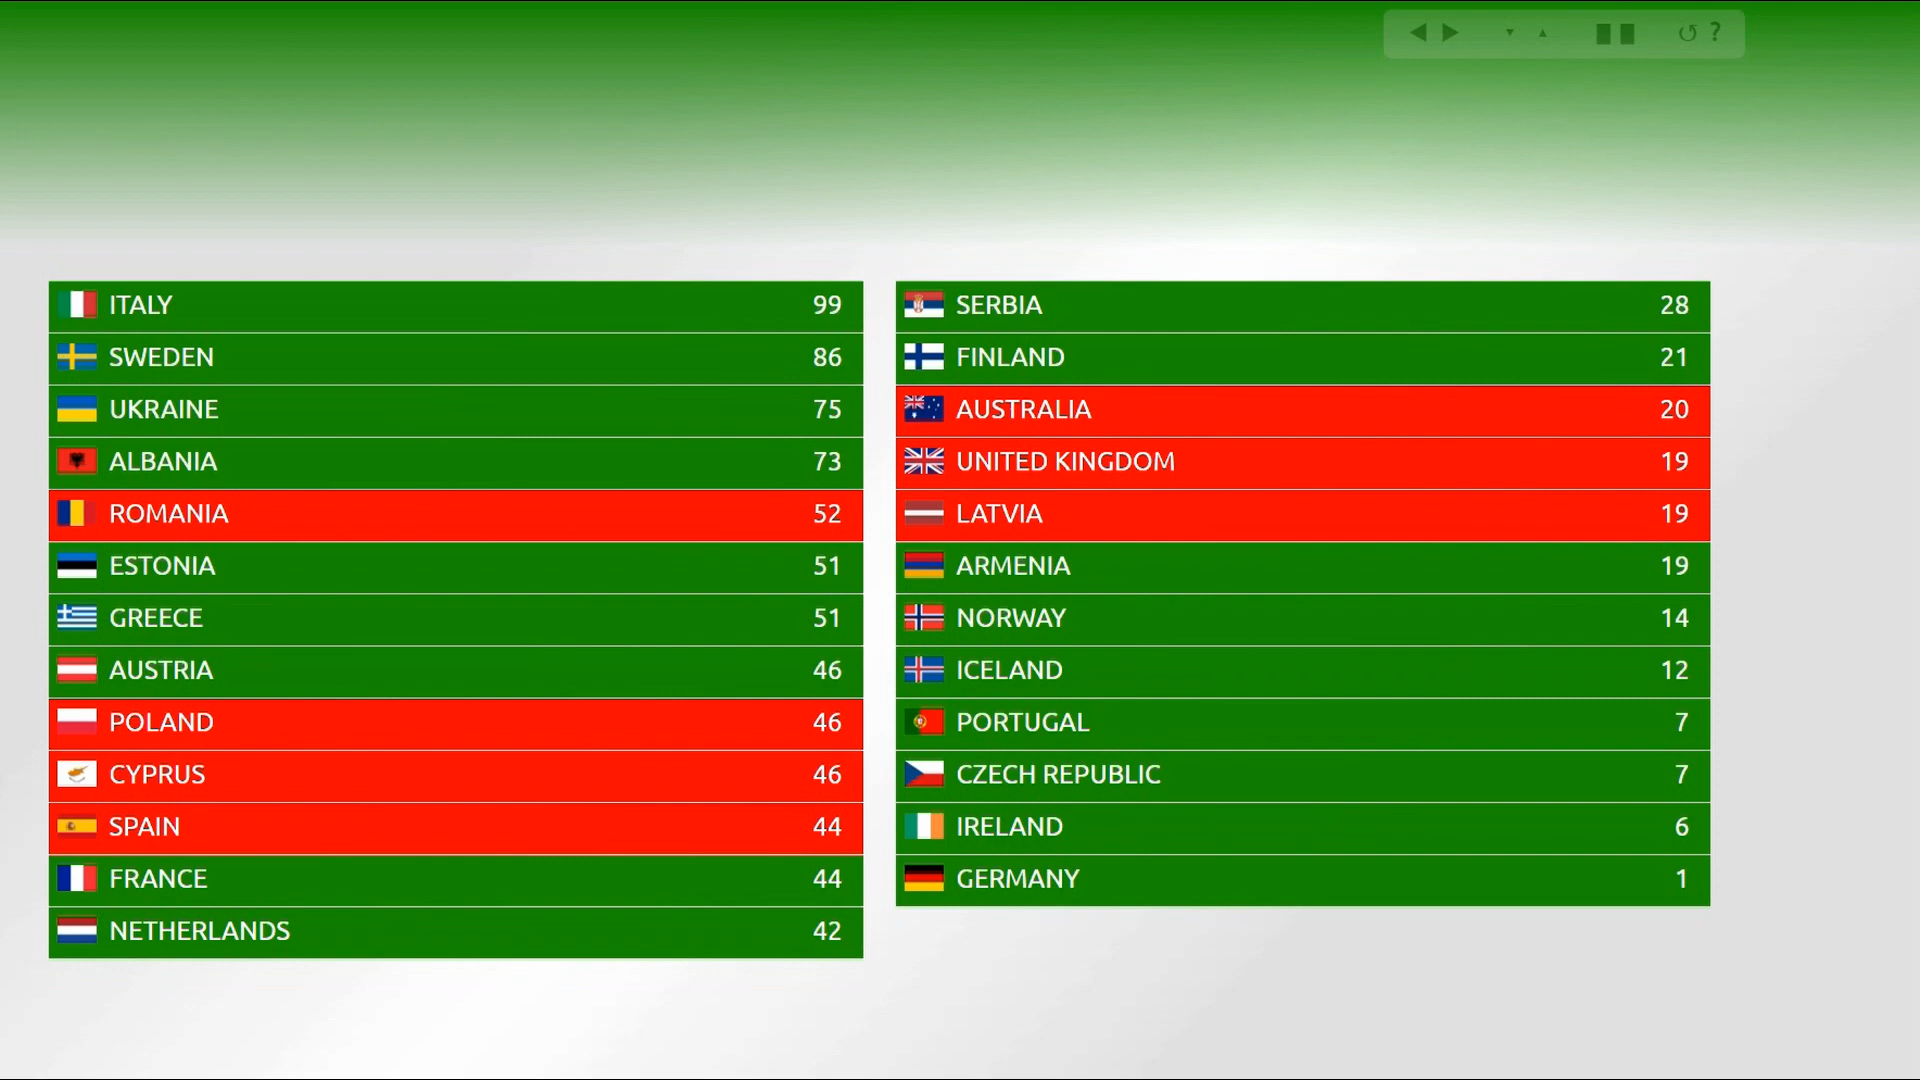 ?
ITALY 99
SWEDEN 86
UKRAINE 75
ALBANIA 73
ROMANIA 52
ESTONIA 51
GREECE 51
AUSTRIA 46
POLAND 46
CYPRUS 46
SPAIN 44
FRANCE 44
NETHERLANDS 42
SERBIA 28
FINLAND 21
AUSTRALIA 20
UNITED KINGDOM 19
LATVIA 19
ARMENIA 19
NORWAY 14
ICELAND 12
PORTUGAL 7
CZECH REPUBLIC 7
IRELAND 6
GERMANY 1